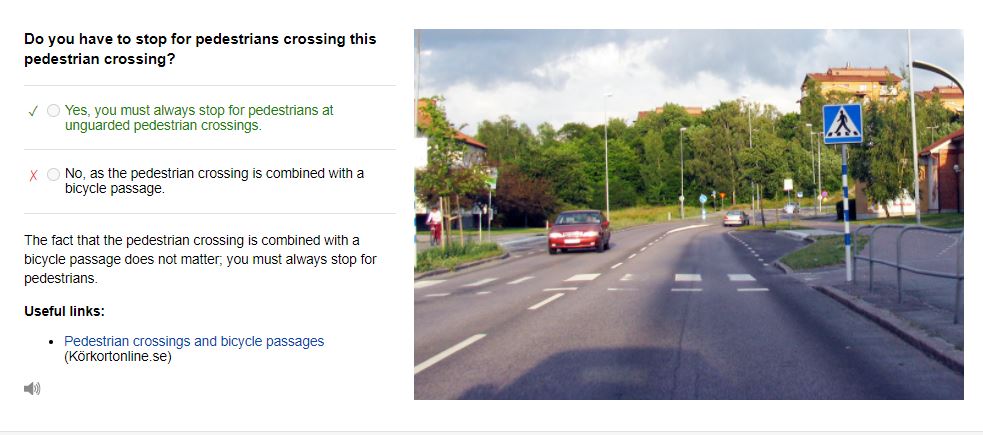 Do you have to stop for pedestrians crossing this
pedestrian crossing?
✓ Yes, you must always stop for pedestrians at
unguarded pedestrian crossings.
X No, as the pedestrian crossing is combined with a
bicycle passage.
The fact that the pedestrian crossing is combined with a
bicycle passage does not matter; you must always stop for
pedestrians.
Useful links:
• Pedestrian crossings and bicycle passages
(Körkortonline.se)